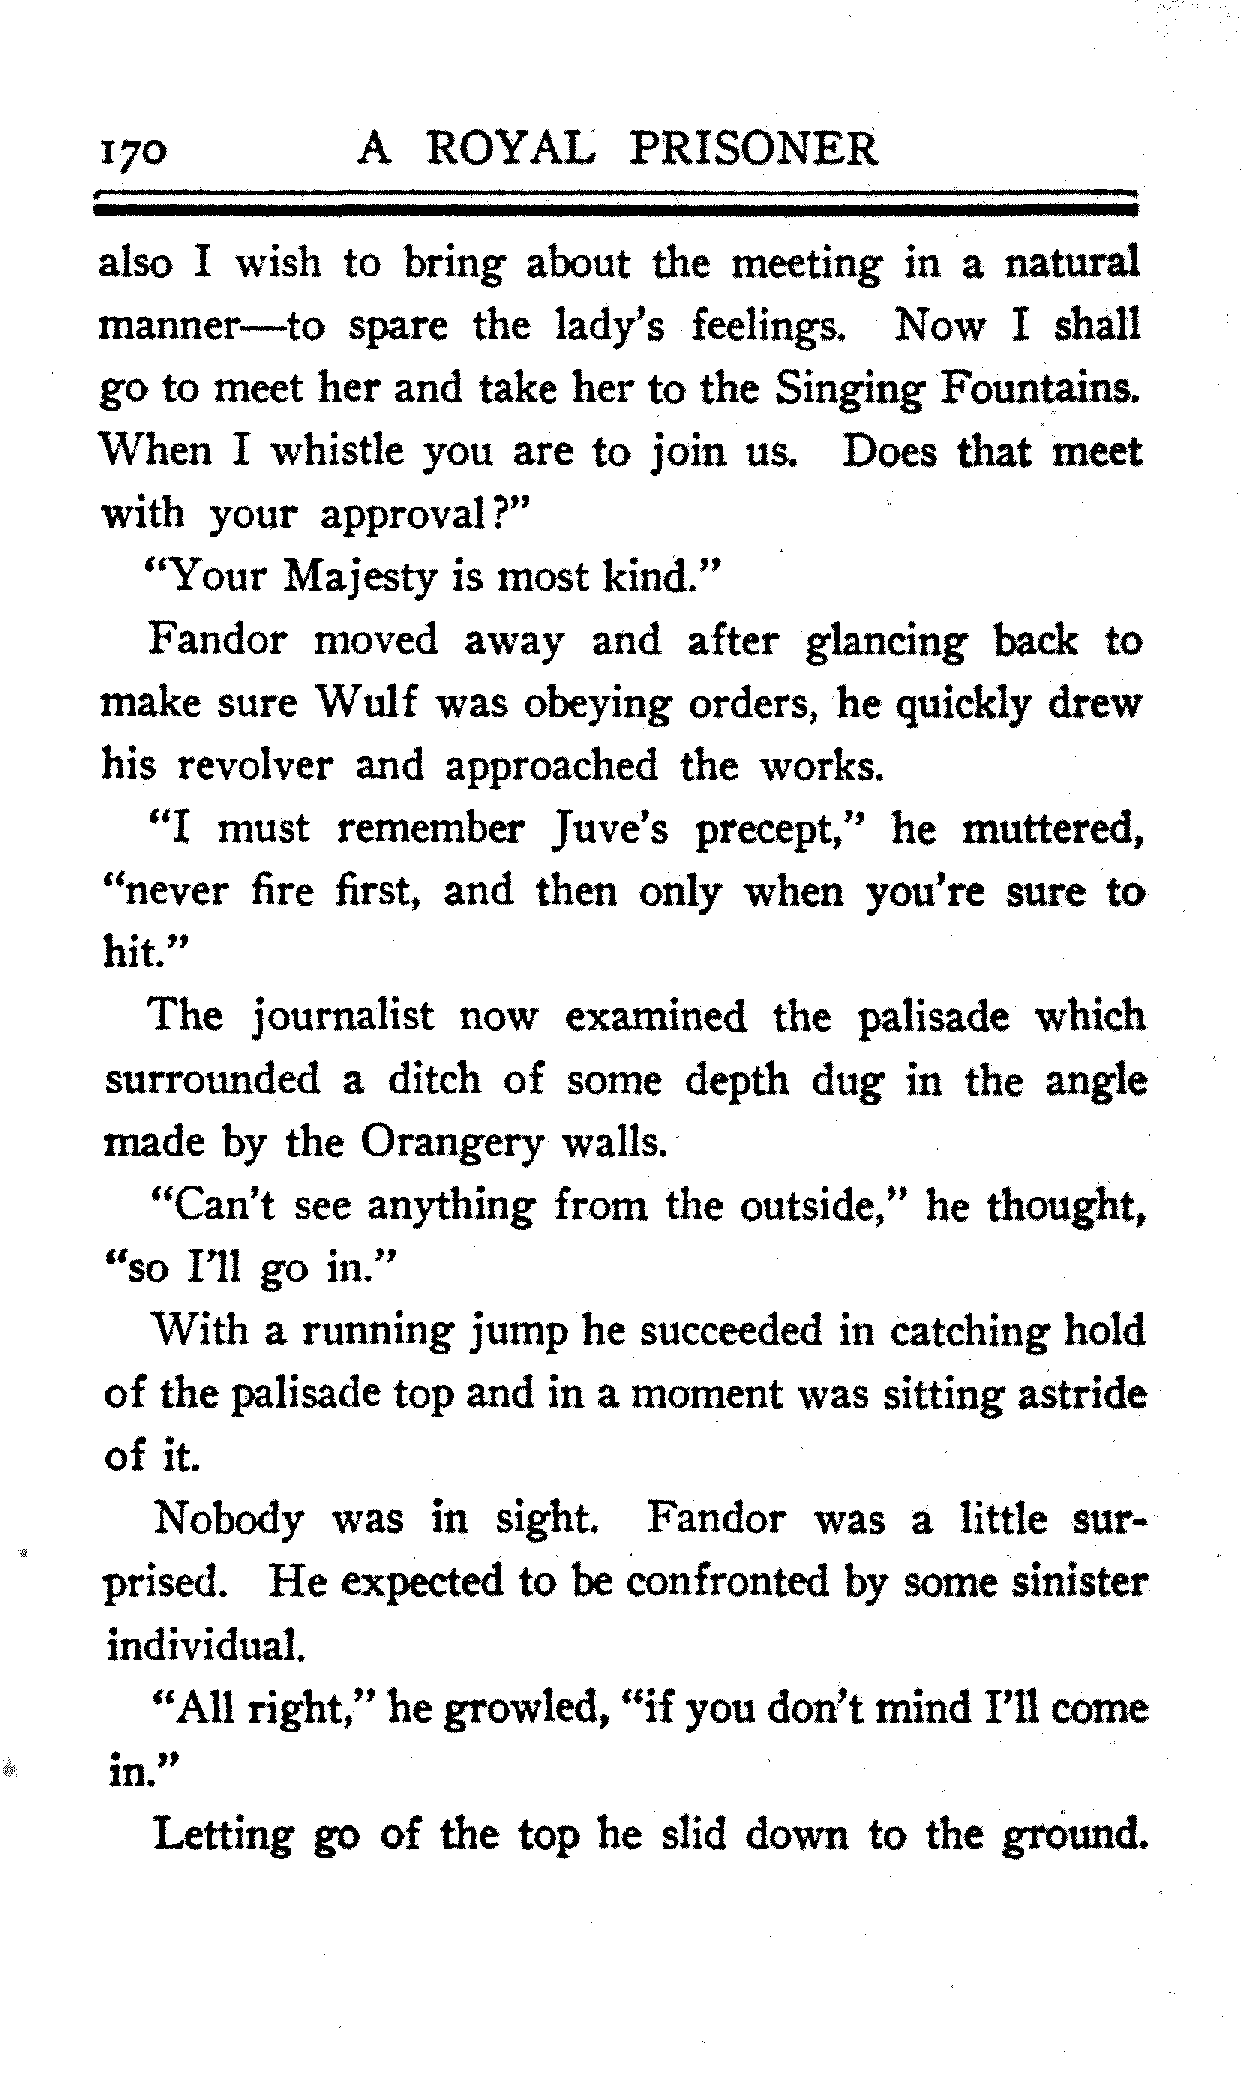 170 A ROYAL PRISONER
also I wish to bring about the meeting in a natural
manner—to spare the lady's feelings. Now I shall
go to meet her and take her to the Singing Fountains.
When I whistle you are to join us. Does that meet
with your approval?"
"Your Majesty is most kind."
Fandor moved away and after glancing back to
make sure Wulf was obeying orders, he quickly drew
his revolver and approached the works.
"I must remember Juve's precept," he muttered,
"never fire first, and then only when you're sure to
hit."
The journalist now examined the palisade which
surrounded a ditch of some depth dug in the angle
made by the Orangery walls.
"Can't see anything from the outside," he thought,
"so I'll go in."
With a running jump he succeeded in catching hold
of the palisade top and in a moment was sitting astride
of it.
Nobody was in sight. Fandor was a little sur-
prised. He expected to be confronted by some sinister
individual.
"All right," he growled, "if you don't mind I'll come
in."
Letting go of the top he slid down to the ground.